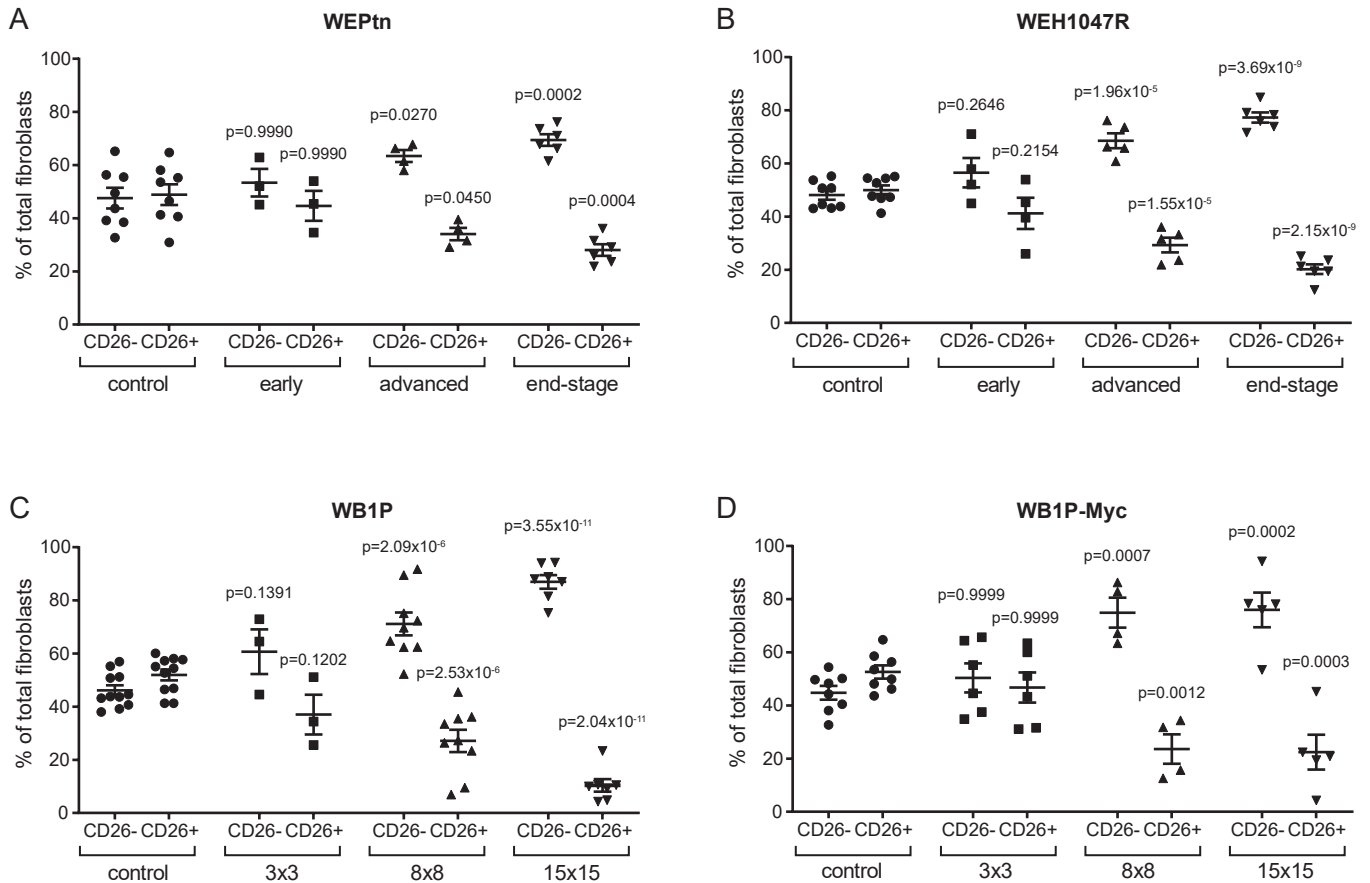 A
WEPtn
% of total fibroblasts
100
80
60
40
20
0
p=0.9990
p=0.9990
p=0.0270
p=0.0450
p=0.0002
p=0.0004
CD26- CD26+ CD26- CD26+ CD26- CD26+ CD26- CD26+
control early advanced end-stage
B
WEH1047R
% of total fibroblasts
100
80
60
40
20
0
p=0.2646
p=0.2154
p=1.96x10⁻⁵
p=1.55x10⁻⁵
p=3.69x10⁻⁹
p=2.15x10⁻⁹
CD26- CD26+ CD26- CD26+ CD26- CD26+ CD26- CD26+
control early advanced end-stage
C
WB1P
% of total fibroblasts
100
80
60
40
20
0
p=0.1391
p=0.1202
p=2.09x10⁻⁶
p=2.53x10⁻⁶
p=3.55x10⁻¹¹
p=2.04x10⁻¹¹
CD26- CD26+ CD26- CD26+ CD26- CD26+ CD26- CD26+
control 3x3 8x8 15x15
D
WB1P-Myc
% of total fibroblasts
100
80
60
40
20
0
p=0.9999
p=0.9999
p=0.0007
p=0.0012
p=0.0002
p=0.0003
CD26- CD26+ CD26- CD26+ CD26- CD26+ CD26- CD26+
control 3x3 8x8 15x15